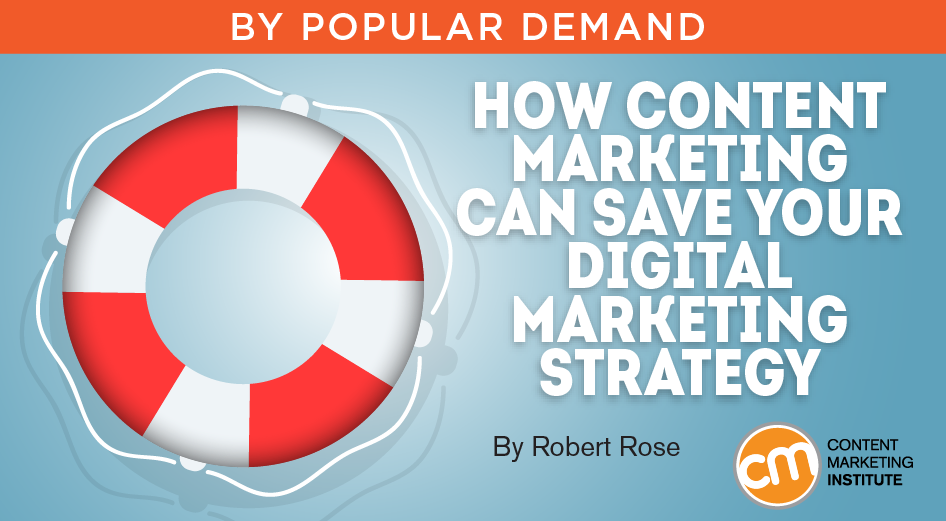 BY POPULAR DEMAND
HOW CONTENT
MARKETING
CAN SAVE YOUR
DIGITAL
MARKETING
STRATEGY
By Robert Rose
cm
CONTENT
MARKETING
INSTITUTE